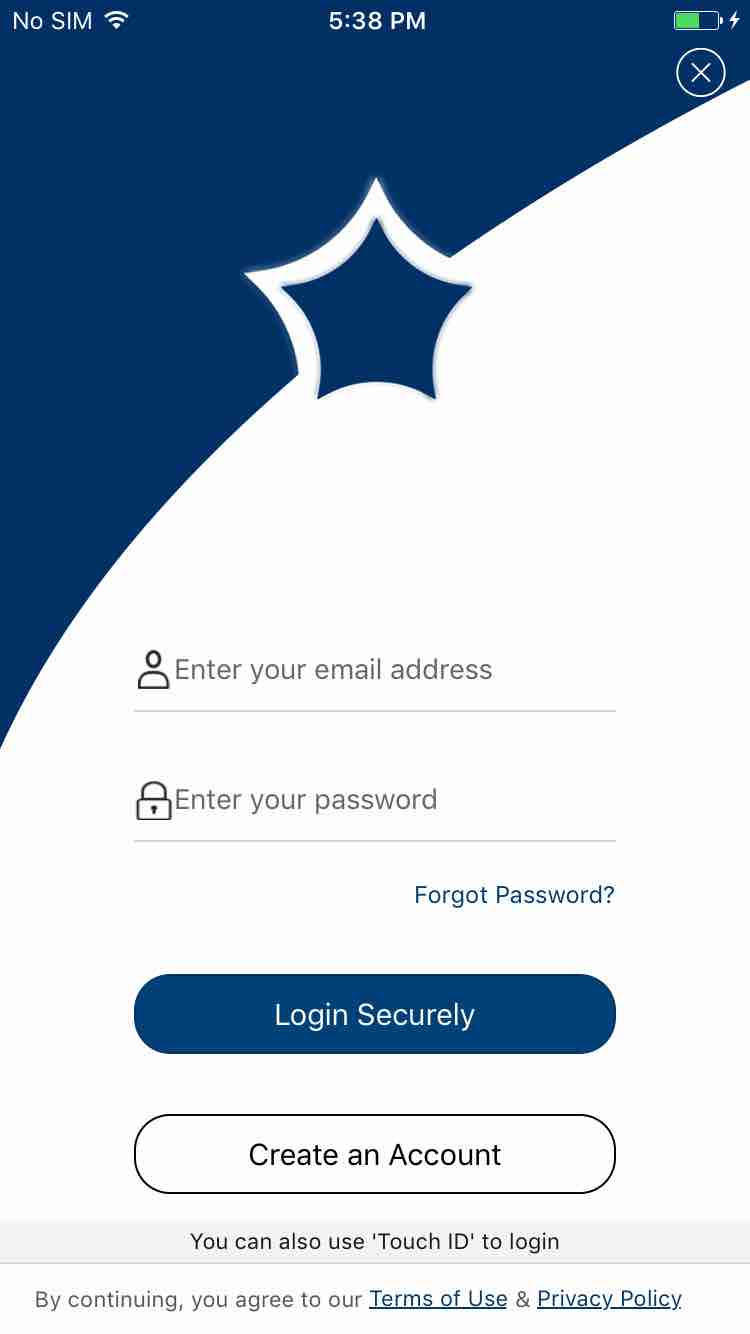 No SIM 5:38 PM
Enter your email address
Enter your password
Forgot Password?
Login Securely
Create an Account
You can also use 'Touch ID' to login
By continuing, you agree to our Terms of Use & Privacy Policy